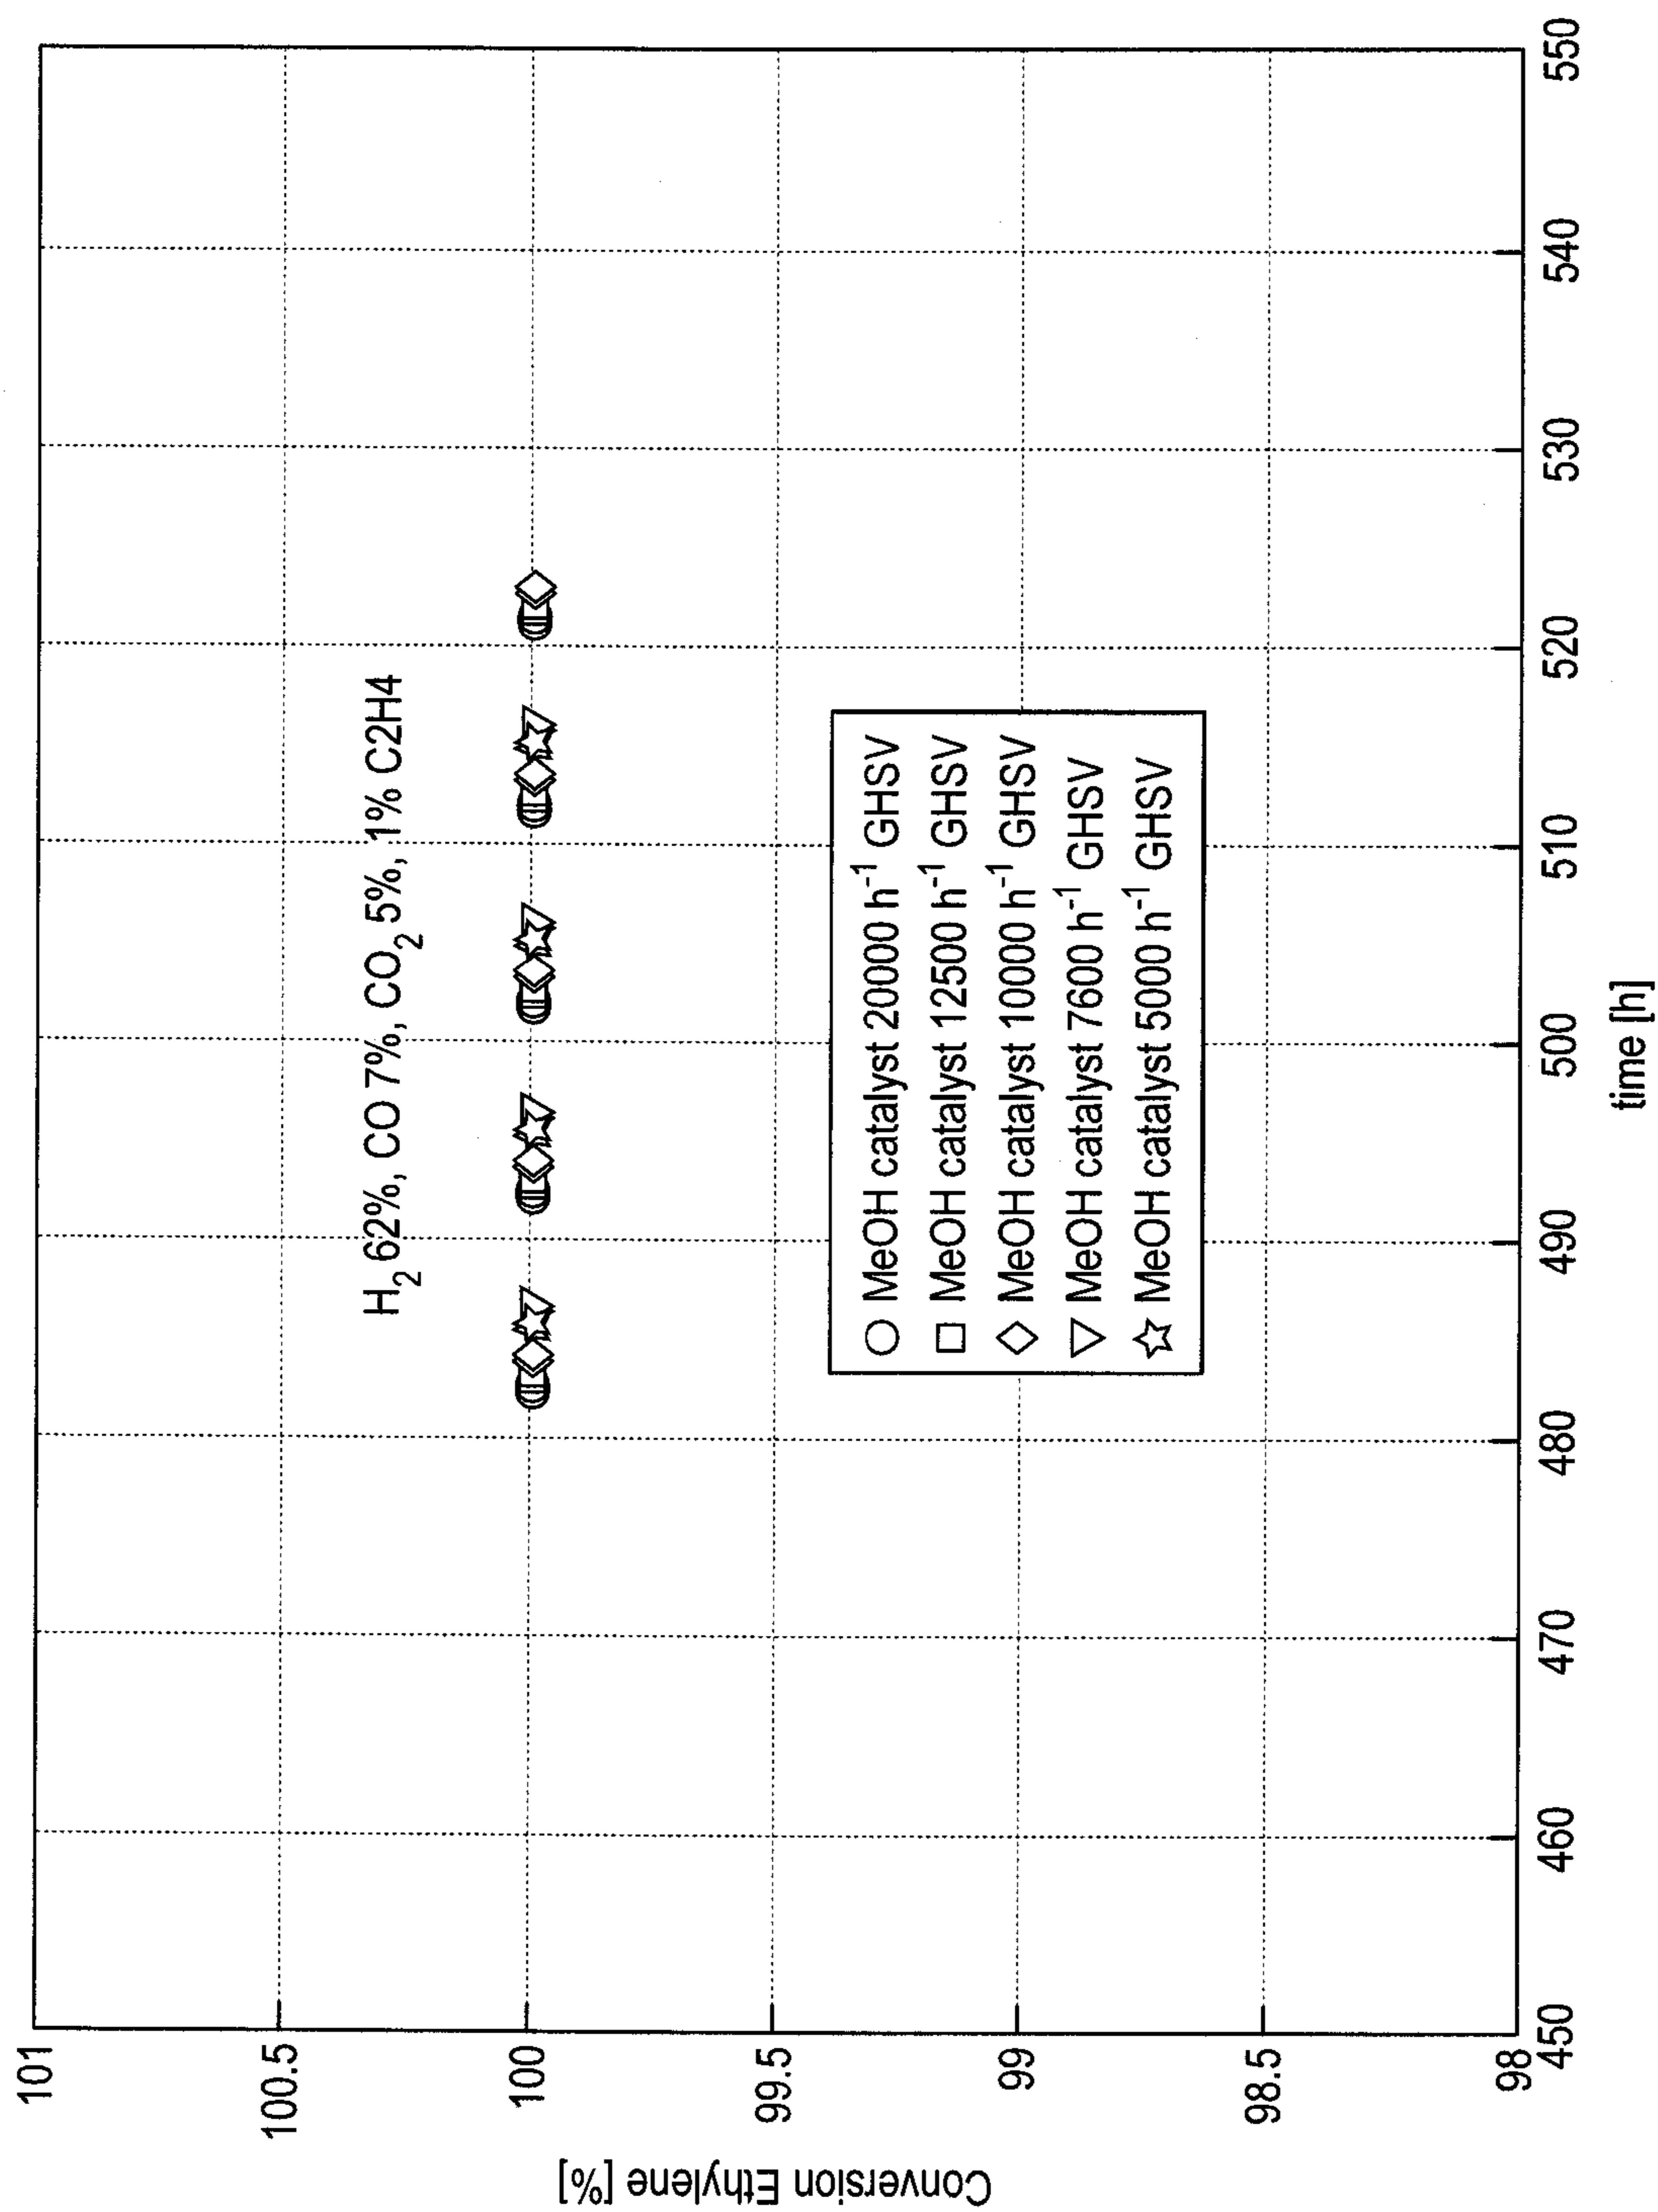 101
100.5
100
99.5
99
98.5
98
Conversion Ethylene [%]
H₂ 62%, CO 7%, CO₂ 5%, 1% C2H4
MeOH catalyst 20000 h⁻¹ GHSV
MeOH catalyst 12500 h⁻¹ GHSV
MeOH catalyst 10000 h⁻¹ GHSV
MeOH catalyst 7600 h⁻¹ GHSV
MeOH catalyst 5000 h⁻¹ GHSV
450 460 470 480 490 500 510 520 530 540 550
time [h]